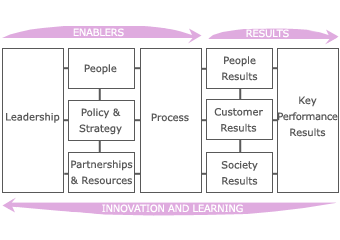 ENABLERS
RESULTS
Leadership
People
Policy &
Strategy
Partnerships
& Resources
Process
People
Results
Customer
Results
Society
Results
Key
Performance
Results
INNOVATION AND LEARNING